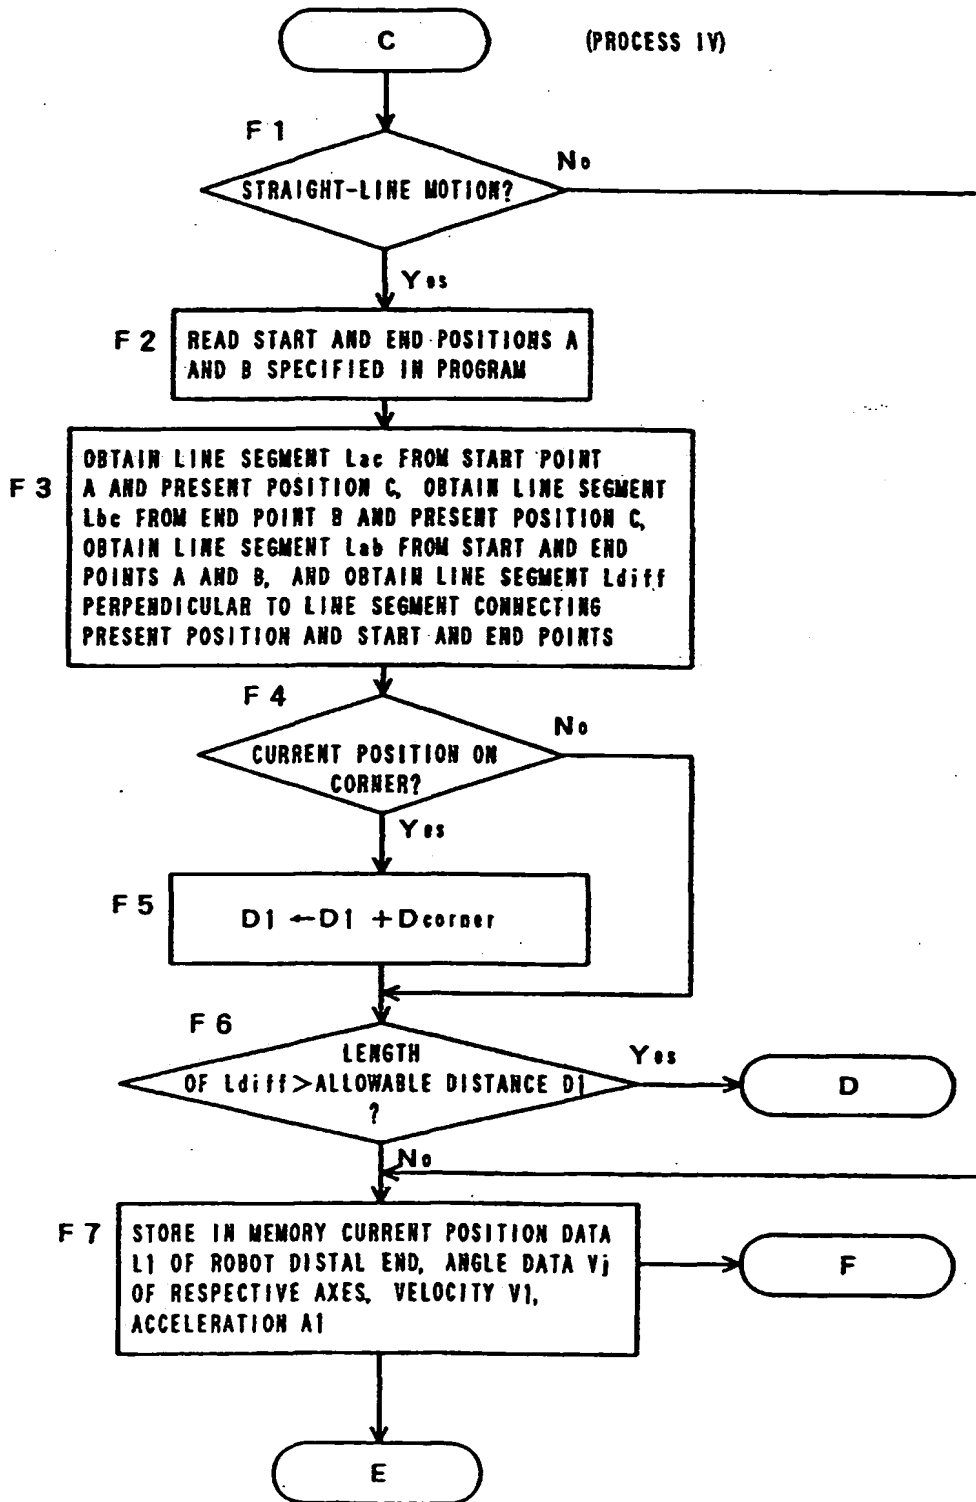 C
(PROCESS IV)
F1
No
STRAIGHT-LINE MOTION?
Yes
F2
READ START AND END POSITIONS A
AND B SPECIFIED IN PROGRAM
F3
OBTAIN LINE SEGMENT Lac FROM START POINT
A AND PRESENT POSITION C, OBTAIN LINE SEGMENT
Lbc FROM END POINT B AND PRESENT POSITION C,
OBTAIN LINE SEGMENT Lab FROM START AND END
POINTS A AND B, AND OBTAIN LINE SEGMENT Ldiff
PERPENDICULAR TO LINE SEGMENT CONNECTING
PRESENT POSITION AND START AND END POINTS
F4
No
CURRENT POSITION ON
CORNER?
Yes
F5
D1 ←D1 +Dcorner
F6
LENGTH
OF Ldiff>ALLOWABLE DISTANCE D1
?
Yes
D
No
F7
STORE IN MEMORY CURRENT POSITION DATA
L1 OF ROBOT DISTAL END, ANGLE DATA Vj
OF RESPECTIVE AXES, VELOCITY V1,
ACCELERATION A1
F
E